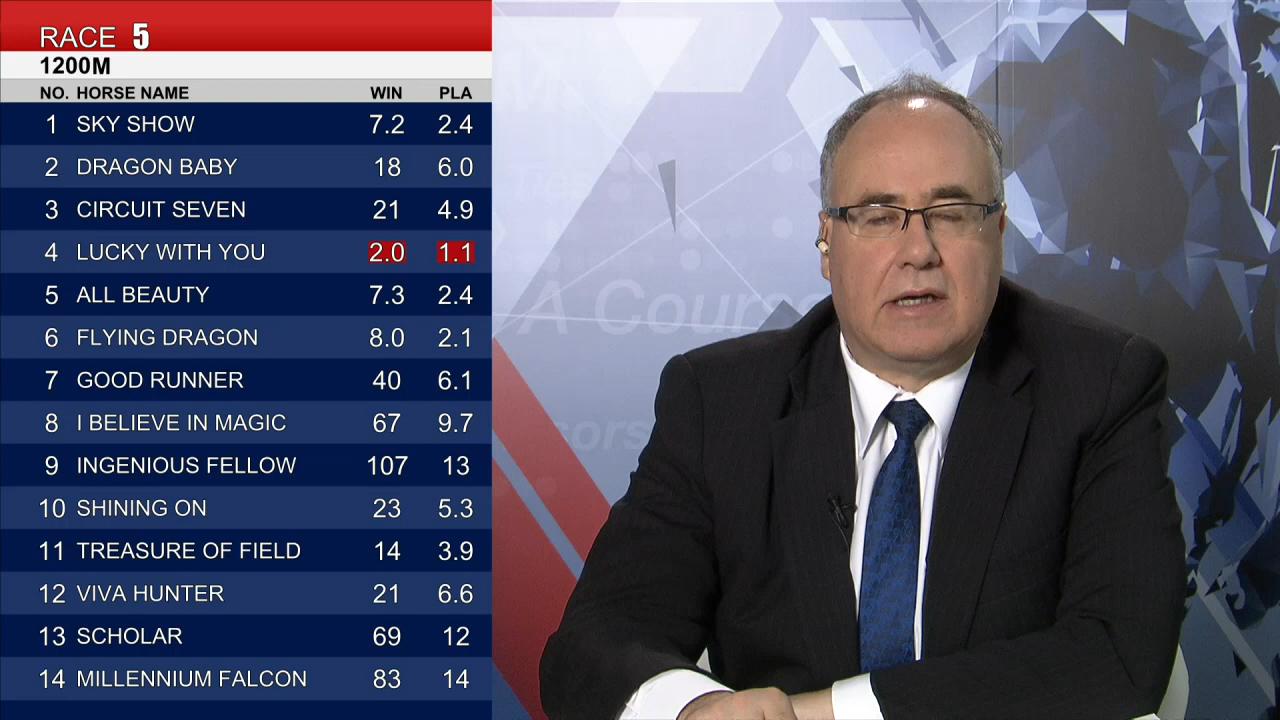 RACE 5
1200M
NO. HORSE NAME WIN PLA
1 SKY SHOW 7.2 2.4
2 DRAGON BABY 18 6.0
3 CIRCUIT SEVEN 21 4.9
4 LUCKY WITH YOU 2.0 1.1
5 ALL BEAUTY 7.3 2.4
6 FLYING DRAGON 8.0 2.1
7 GOOD RUNNER 40 6.1
8 I BELIEVE IN MAGIC 67 9.7
9 INGENIOUS FELLOW 107 13
10 SHINING ON 23 5.3
11 TREASURE OF FIELD 14 3.9
12 VIVA HUNTER 21 6.6
13 SCHOLAR 69 12
14 MILLENNIUM FALCON 83 14
A Course